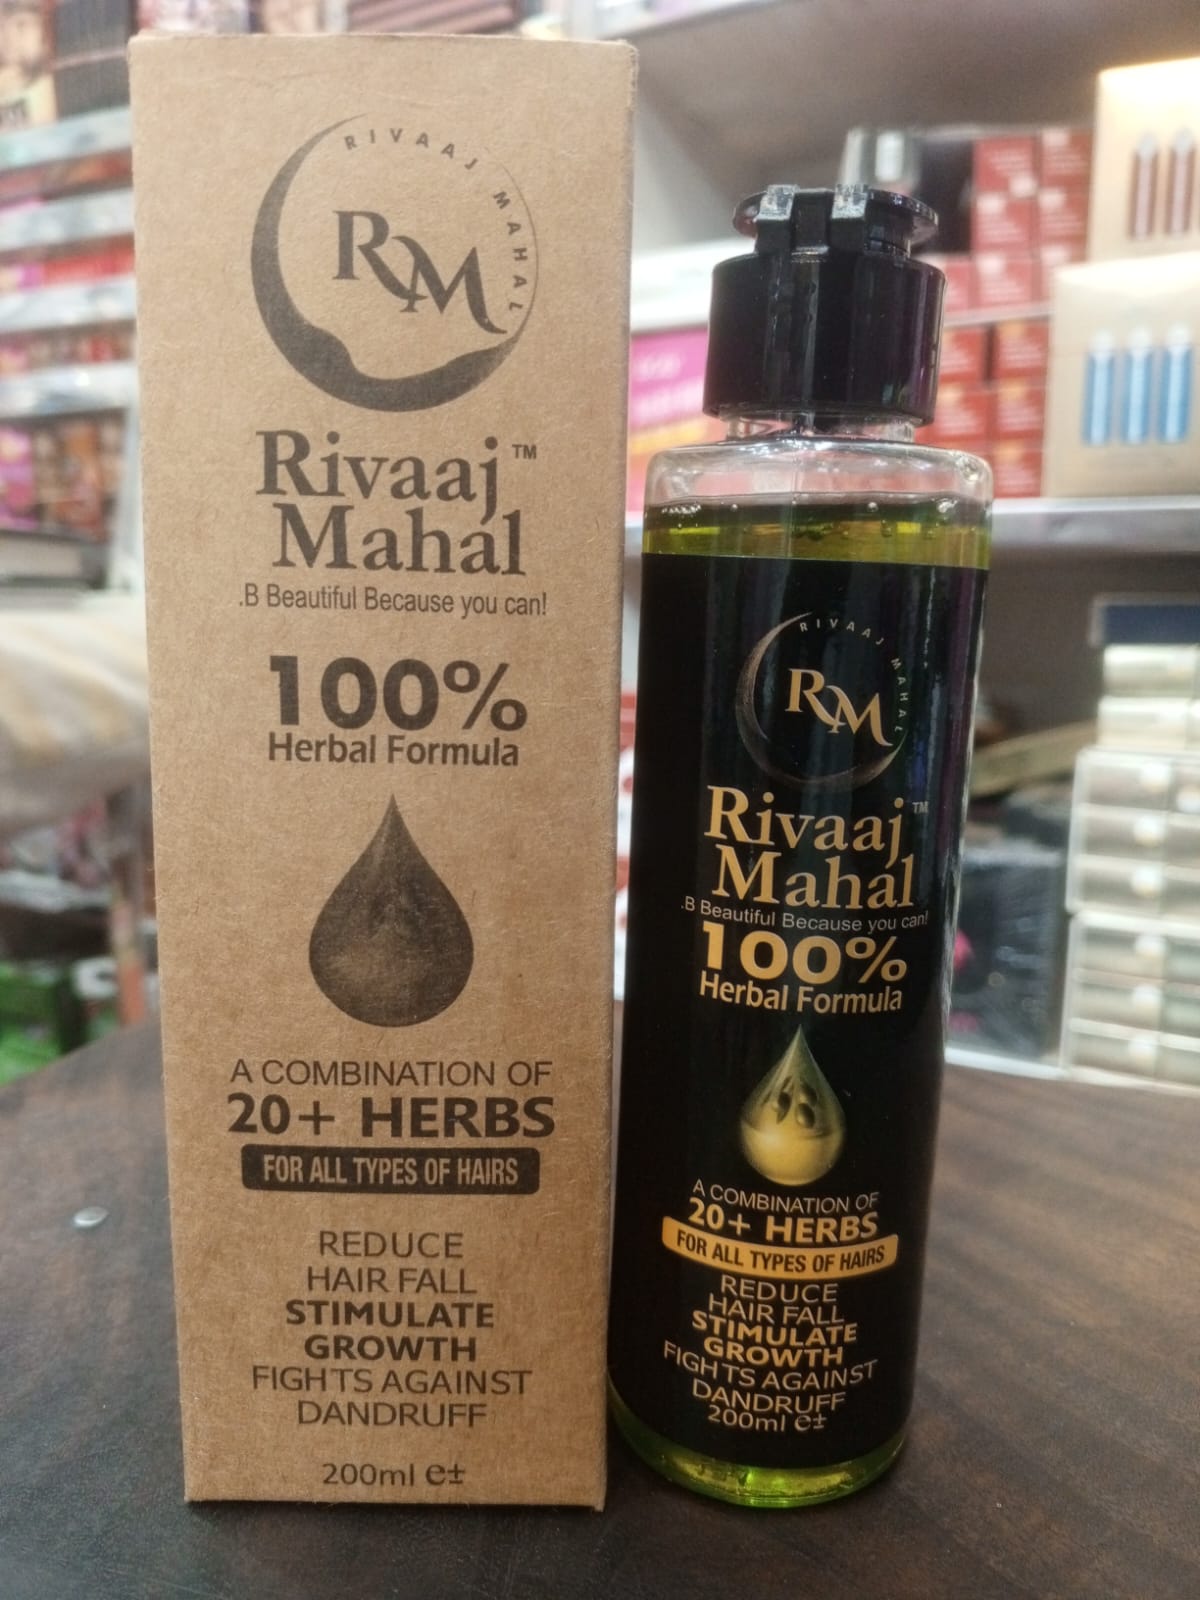 RIVAAJ MAHAL
RM
Rivaaj™
Mahal
.B Beautiful Because you can!
100%
Herbal Formula
A COMBINATION OF
20+ HERBS
FOR ALL TYPES OF HAIRS
REDUCE
HAIR FALL
STIMULATE
GROWTH
FIGHTS AGAINST
DANDRUFF
200ml e±
RIVAAJ MAHAL
RM
Rivaaj™
Mahal
.B Beautiful Because you can!
100%
Herbal Formula
A COMBINATION OF
20+ HERBS
FOR ALL TYPES OF HAIRS
REDUCE
HAIR FALL
STIMULATE
GROWTH
FIGHTS AGAINST
DANDRUFF
200ml e±